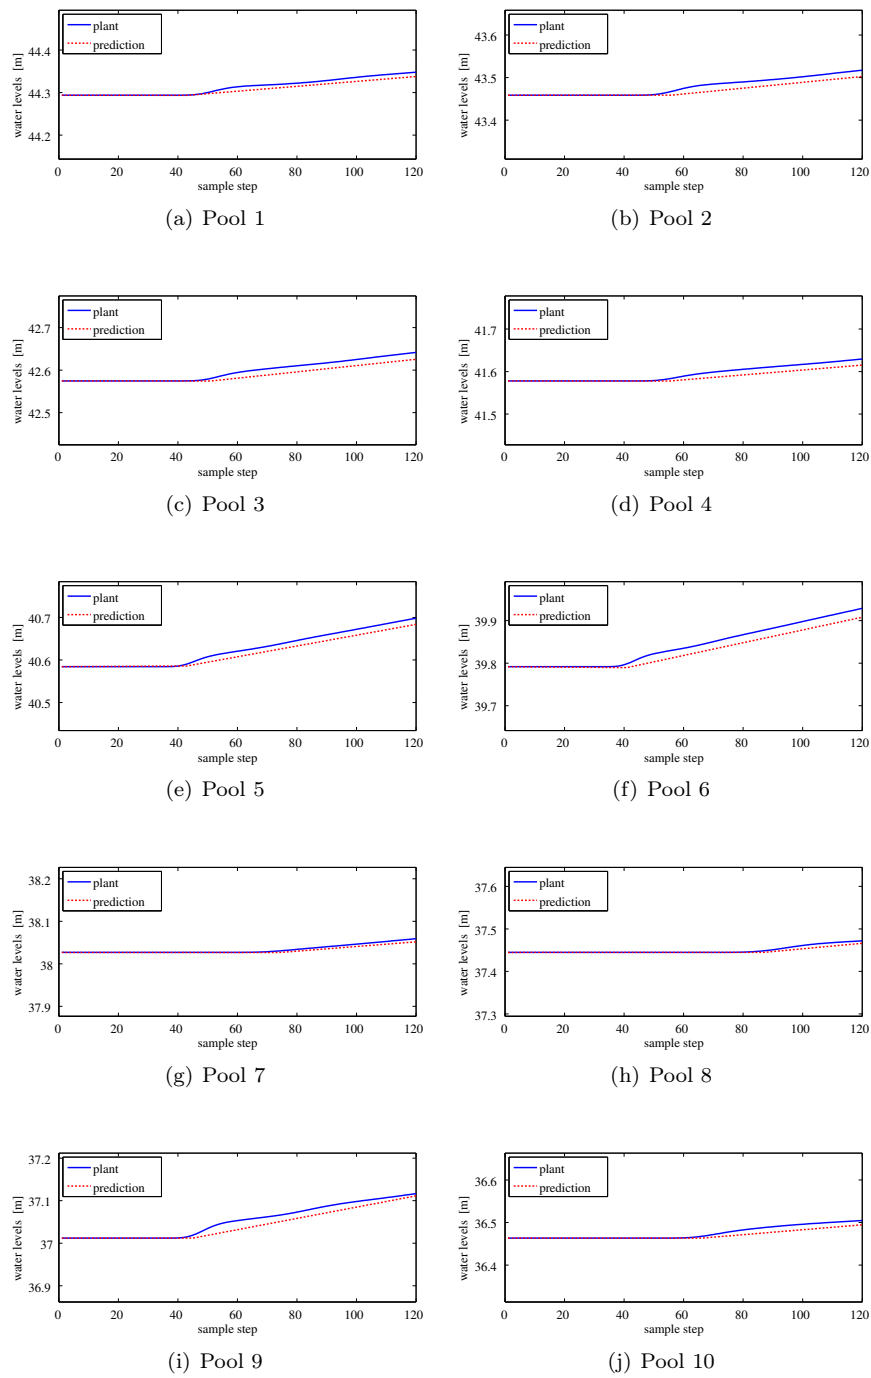 plant
prediction
water levels [m]
44.4
44.3
44.2
0 20 40 60 80 100 120
sample step
(a) Pool 1
plant
prediction
water levels [m]
43.6
43.5
43.4
0 20 40 60 80 100 120
sample step
(b) Pool 2
plant
prediction
water levels [m]
42.7
42.6
42.5
0 20 40 60 80 100 120
sample step
(c) Pool 3
plant
prediction
water levels [m]
41.7
41.6
41.5
0 20 40 60 80 100 120
sample step
(d) Pool 4
plant
prediction
water levels [m]
40.7
40.6
40.5
0 20 40 60 80 100 120
sample step
(e) Pool 5
plant
prediction
water levels [m]
39.9
39.8
39.7
0 20 40 60 80 100 120
sample step
(f) Pool 6
plant
prediction
water levels [m]
38.2
38.1
38
37.9
0 20 40 60 80 100 120
sample step
(g) Pool 7
plant
prediction
water levels [m]
37.6
37.5
37.4
37.3
0 20 40 60 80 100 120
sample step
(h) Pool 8
plant
prediction
water levels [m]
37.2
37.1
37
36.9
0 20 40 60 80 100 120
sample step
(i) Pool 9
plant
prediction
water levels [m]
36.6
36.5
36.4
0 20 40 60 80 100 120
sample step
(j) Pool 10